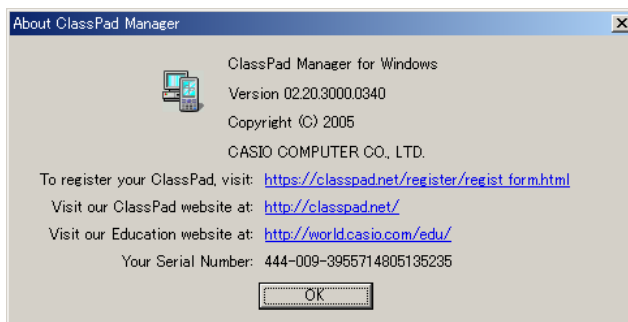 About ClassPad Manager
ClassPad Manager for Windows
Version 02.20.3000.0340
Copyright (C) 2005
CASIO COMPUTER CO., LTD.
To register your ClassPad, visit: https://classpad.net/register/regist form.html
Visit our ClassPad website at: http://classpad.net/
Visit our Education website at: http://world.casio.com/edu/
Your Serial Number: 444-009-3955714805135235
OK